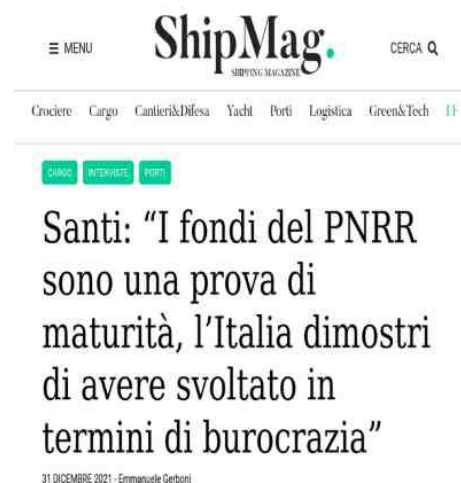 ≡ MENU
ShipMag.
SHIPPING MAGAZINE
CERCA
Crociere Cargo Cantieri&Difesa Yacht Porti Logistica Green&Tech
CARGO INTERVISTE PORTI
Santi: “I fondi del PNRR
sono una prova di
maturità, l’Italia dimostri
di avere svoltato in
termini di burocrazia”
31 DICEMBRE 2021 - Emmanuele Gerboni